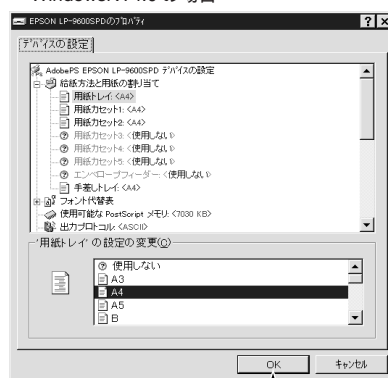 EPSON LP-9600SPDのプロパティ
デバイスの設定
AdobePS EPSON LP-9600SPD デバイスの設定
給紙方法と用紙の割り当て
用紙トレイ: <A4>
用紙カセット1: <A4>
用紙カセット2: <A4>
用紙カセット3: <使用しない>
用紙カセット4: <使用しない>
用紙カセット5: <使用しない>
エンベロープフィーダー: <使用しない>
手差しトレイ: <A4>
フォント代替表
使用可能な PostScript メモリ: <7030 KB>
出力プロトコル: <ASCII>
'用紙トレイ' の設定の変更(C)
使用しない
A3
A4
A5
B
OK キャンセル